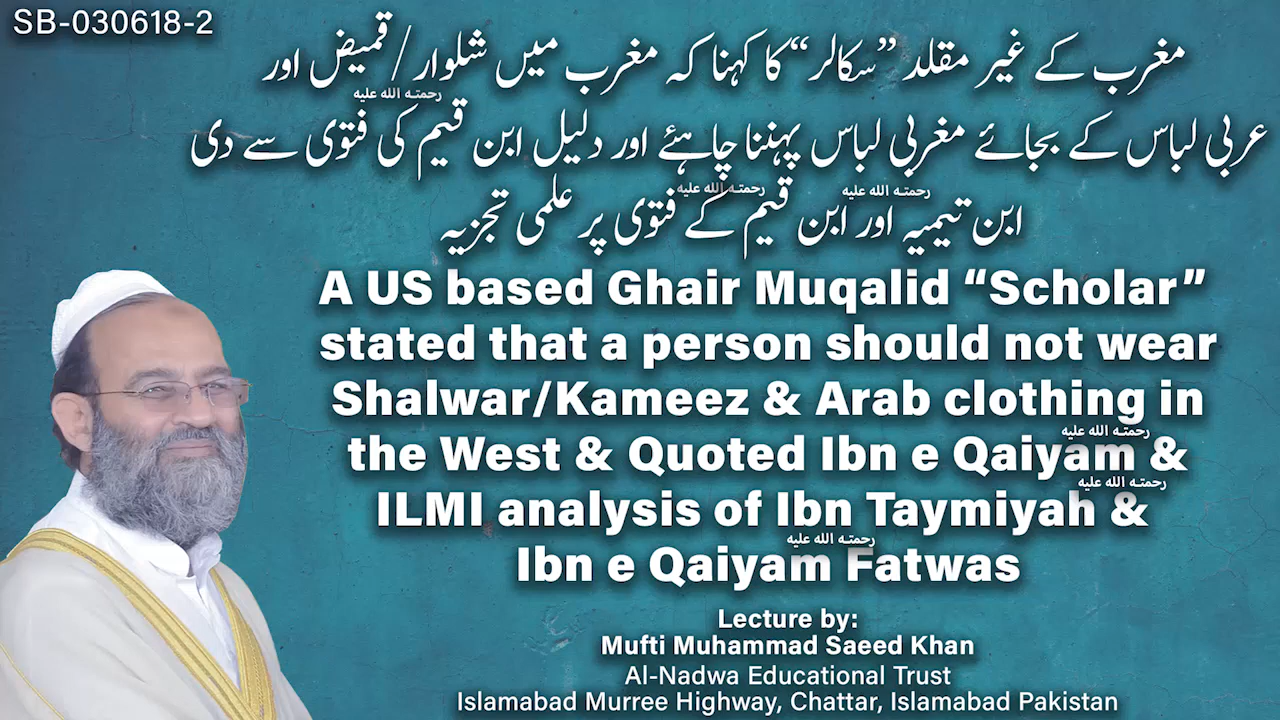 SB-030618-2
مغرب کے غیر مقلد ”سکالر“ کا کہنا کہ مغرب میں شلوار/قمیض اور
رحمتہ اللہ علیہ
عربی لباس کے بجائے مغربی لباس پہننا چاہئے اور دلیل ابن قیم کی فتوی سے دی
رحمتہ اللہ علیہ رحمتہ اللہ علیہ
ابن تیمیہ اور ابن قیم کے فتوی پر علمی تجزیہ
A US based Ghair Muqalid “Scholar”
stated that a person should not wear
Shalwar/Kameez & Arab clothing in
رحمتہ اللہ علیہ
the West & Quoted Ibn e Qaiyam &
رحمتہ اللہ علیہ
ILMI analysis of Ibn Taymiyah &
رحمتہ اللہ علیہ
Ibn e Qaiyam Fatwas
Lecture by:
Mufti Muhammad Saeed Khan
Al-Nadwa Educational Trust
Islamabad Murree Highway, Chattar, Islamabad Pakistan